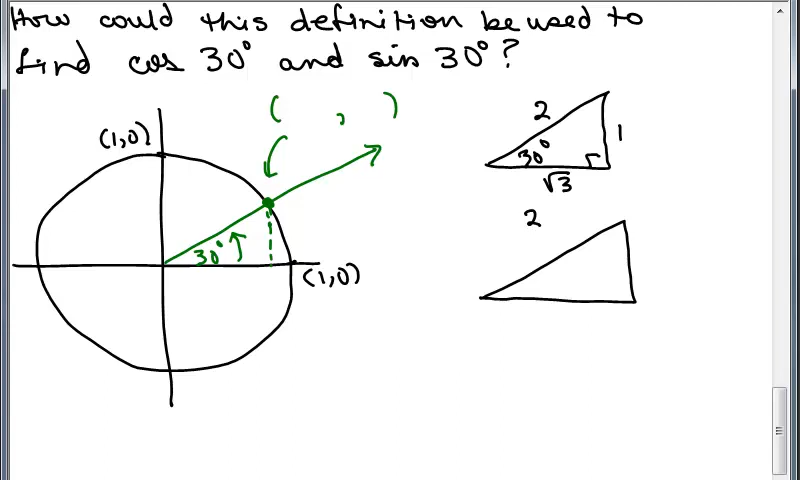 How could this definition be used to
find cos 30° and sin 30°?
( , )
(1,0)
30°
(1,0)
2
1
30°
√3
2